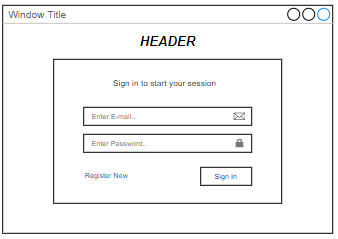 Window Title
HEADER
Sign in to start your session
Enter E-mail..
Enter Password..
Register New
Sign In